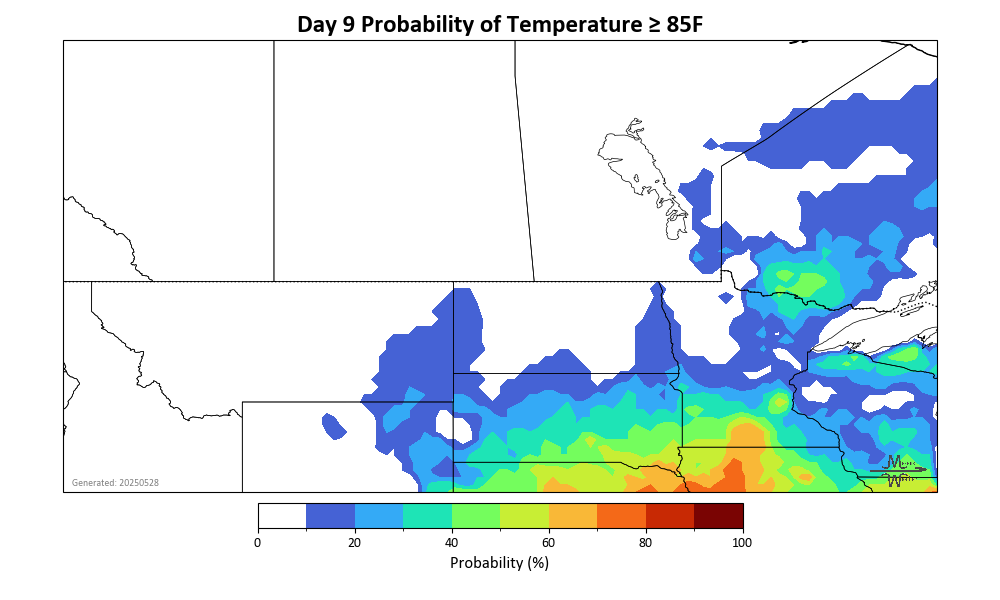 Day 9 Probability of Temperature ≥ 85F
Generated: 20250528
0 20 40 60 80 100
Probability (%)